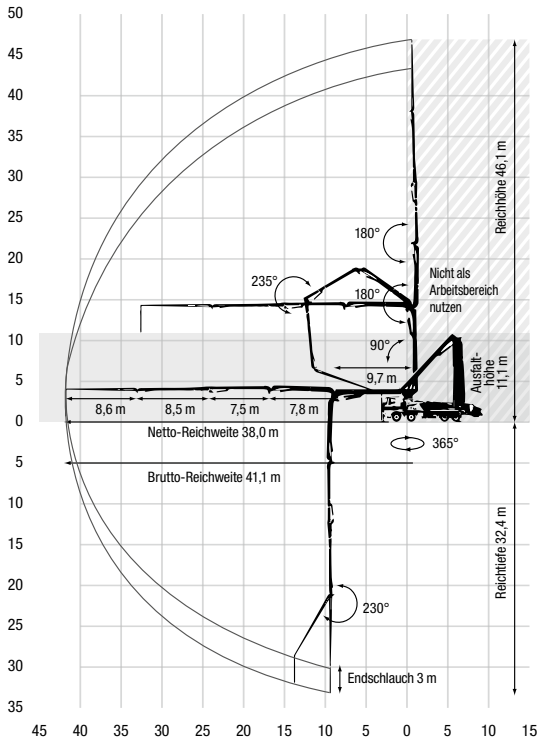 50
45
40
35
30
25
20
15
10
5
0
5
10
15
20
25
30
35
45 40 35 30 25 20 15 10 5 0 5 10 15
Reichhöhe 46,1 m
180°
235°
Nicht als
Arbeitsbereich
nutzen
180°
90°
9,7 m
Ausfalt-
höhe
11,1 m
8,6 m 8,5 m 7,5 m 7,8 m
Netto-Reichweite 38,0 m
365°
Brutto-Reichweite 41,1 m
Reichtiefe 32,4 m
230°
Endschlauch 3 m